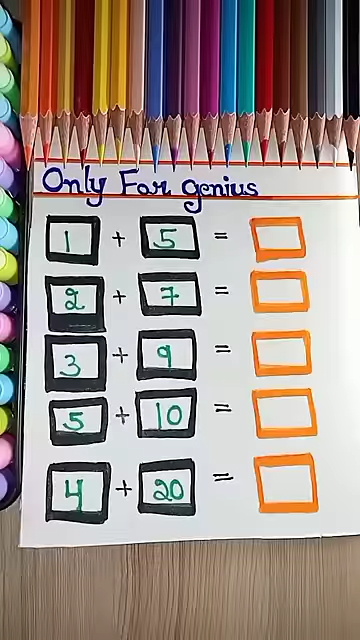 Only For genius
1 + 5 =
2 + 7 =
3 + 9 =
5 + 10 =
4 + 20 =